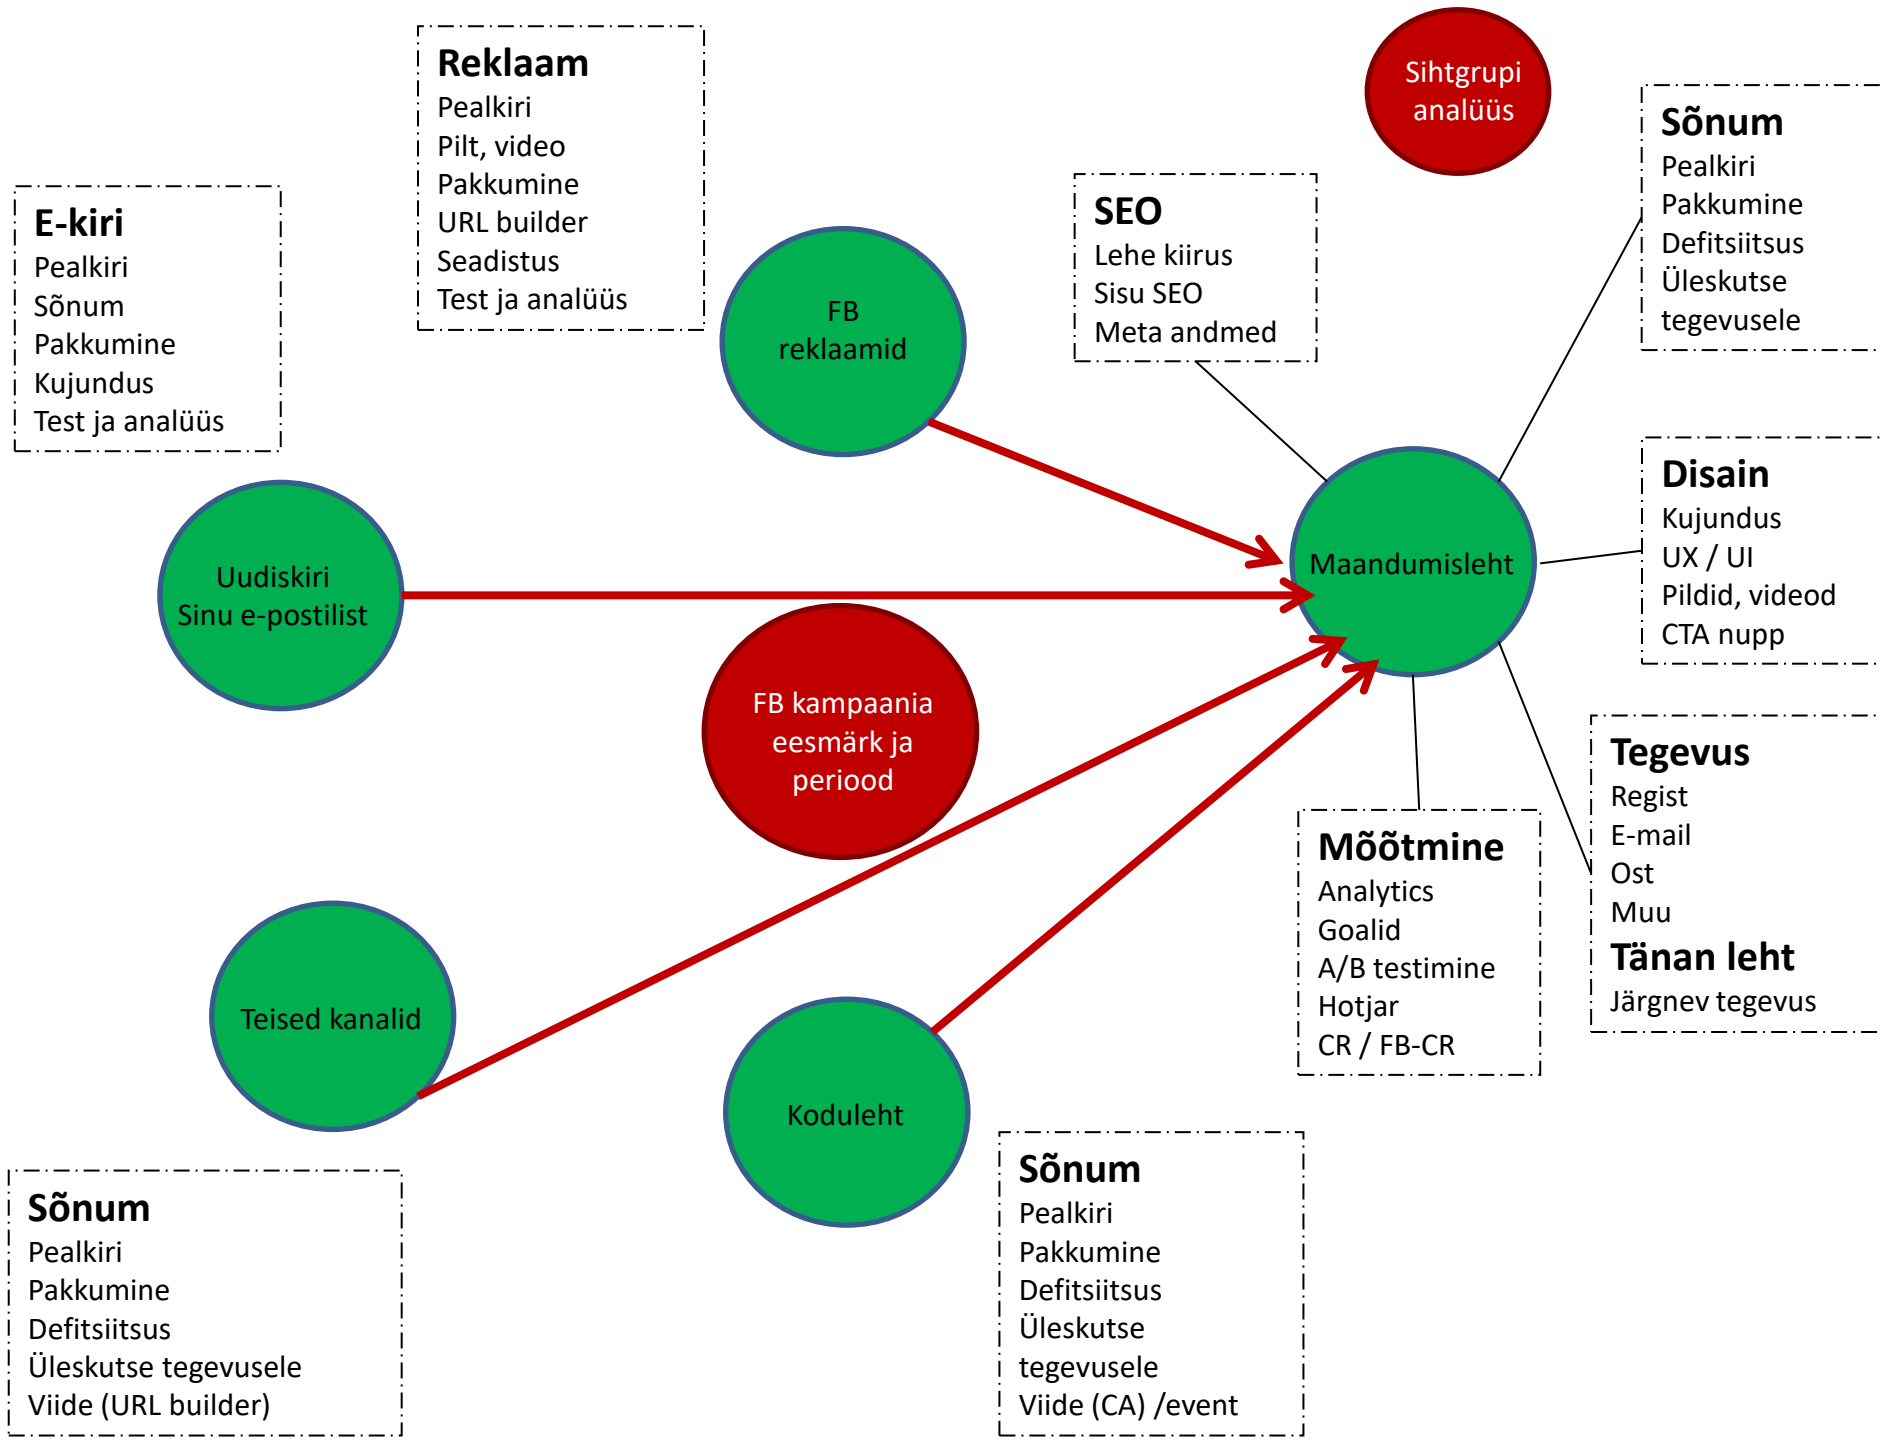 Reklaam
Pealkiri
Pilt, video
Pakkumine
URL builder
Seadistus
Test ja analüüs
Sihtgrupi
analüüs
Sõnum
Pealkiri
Pakkumine
Defitsiitsus
Üleskutse
tegevusele
E-kiri
Pealkiri
Sõnum
Pakkumine
Kujundus
Test ja analüüs
SEO
Lehe kiirus
Sisu SEO
Meta andmed
FB
reklaamid
Disain
Kujundus
UX / UI
Pildid, videod
CTA nupp
Uudiskiri
Sinu e-postilist
Maandumisleht
FB kampaania
eesmärk ja
periood
Tegevus
Regist
E-mail
Ost
Muu
Tänan leht
Järgnev tegevus
Mõõtmine
Analytics
Goalid
A/B testimine
Hotjar
CR / FB-CR
Teised kanalid
Koduleht
Sõnum
Pealkiri
Pakkumine
Defitsiitsus
Üleskutse tegevusele
Viide (URL builder)
Sõnum
Pealkiri
Pakkumine
Defitsiitsus
Üleskutse
tegevusele
Viide (CA) /event